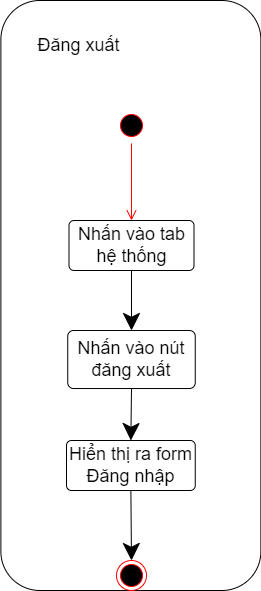 Đăng xuất
Nhấn vào tab
hệ thống
Nhấn vào nút
đăng xuất
Hiển thị ra form
Đăng nhập